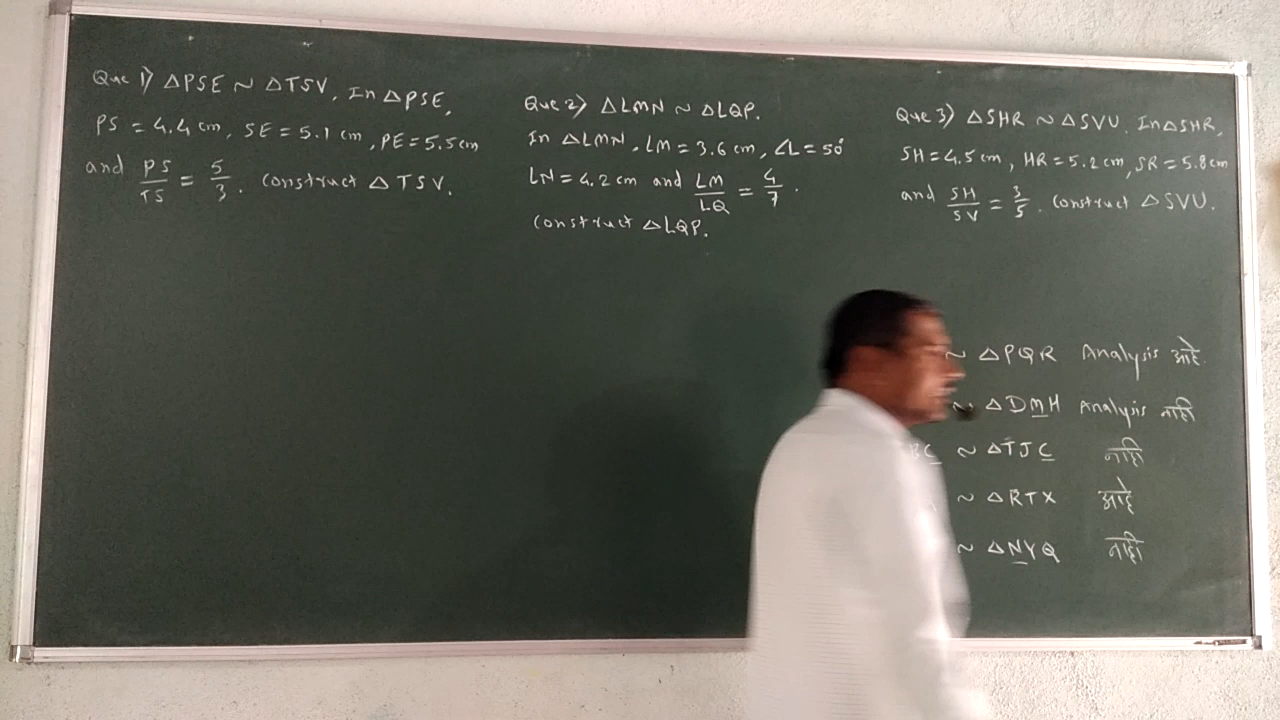 Que 1) △PSE ~ △TSV. In △PSE,
PS = 4.4 cm, SE = 5.1 cm, PE = 5.5 cm
and PS/TS = 5/3. Construct △TSV.
Que 2) △LMN ~ △LQP.
In △LMN, LM = 3.6 cm, ∠L = 50°
LN = 4.2 cm and LM/LQ = 4/7.
Construct △LQP.
Que 3) △SHR ~ △SVU. In △SHR,
SH = 4.5 cm, HR = 5.2 cm, SR = 5.8 cm
and SH/SV = 3/5. Construct △SVU.
~ △PQR Analysis आहे.
~ △DMH Analysis नाही
BC ~ △TJC नाही
~ △RTX आहे
~ △NYQ नाही